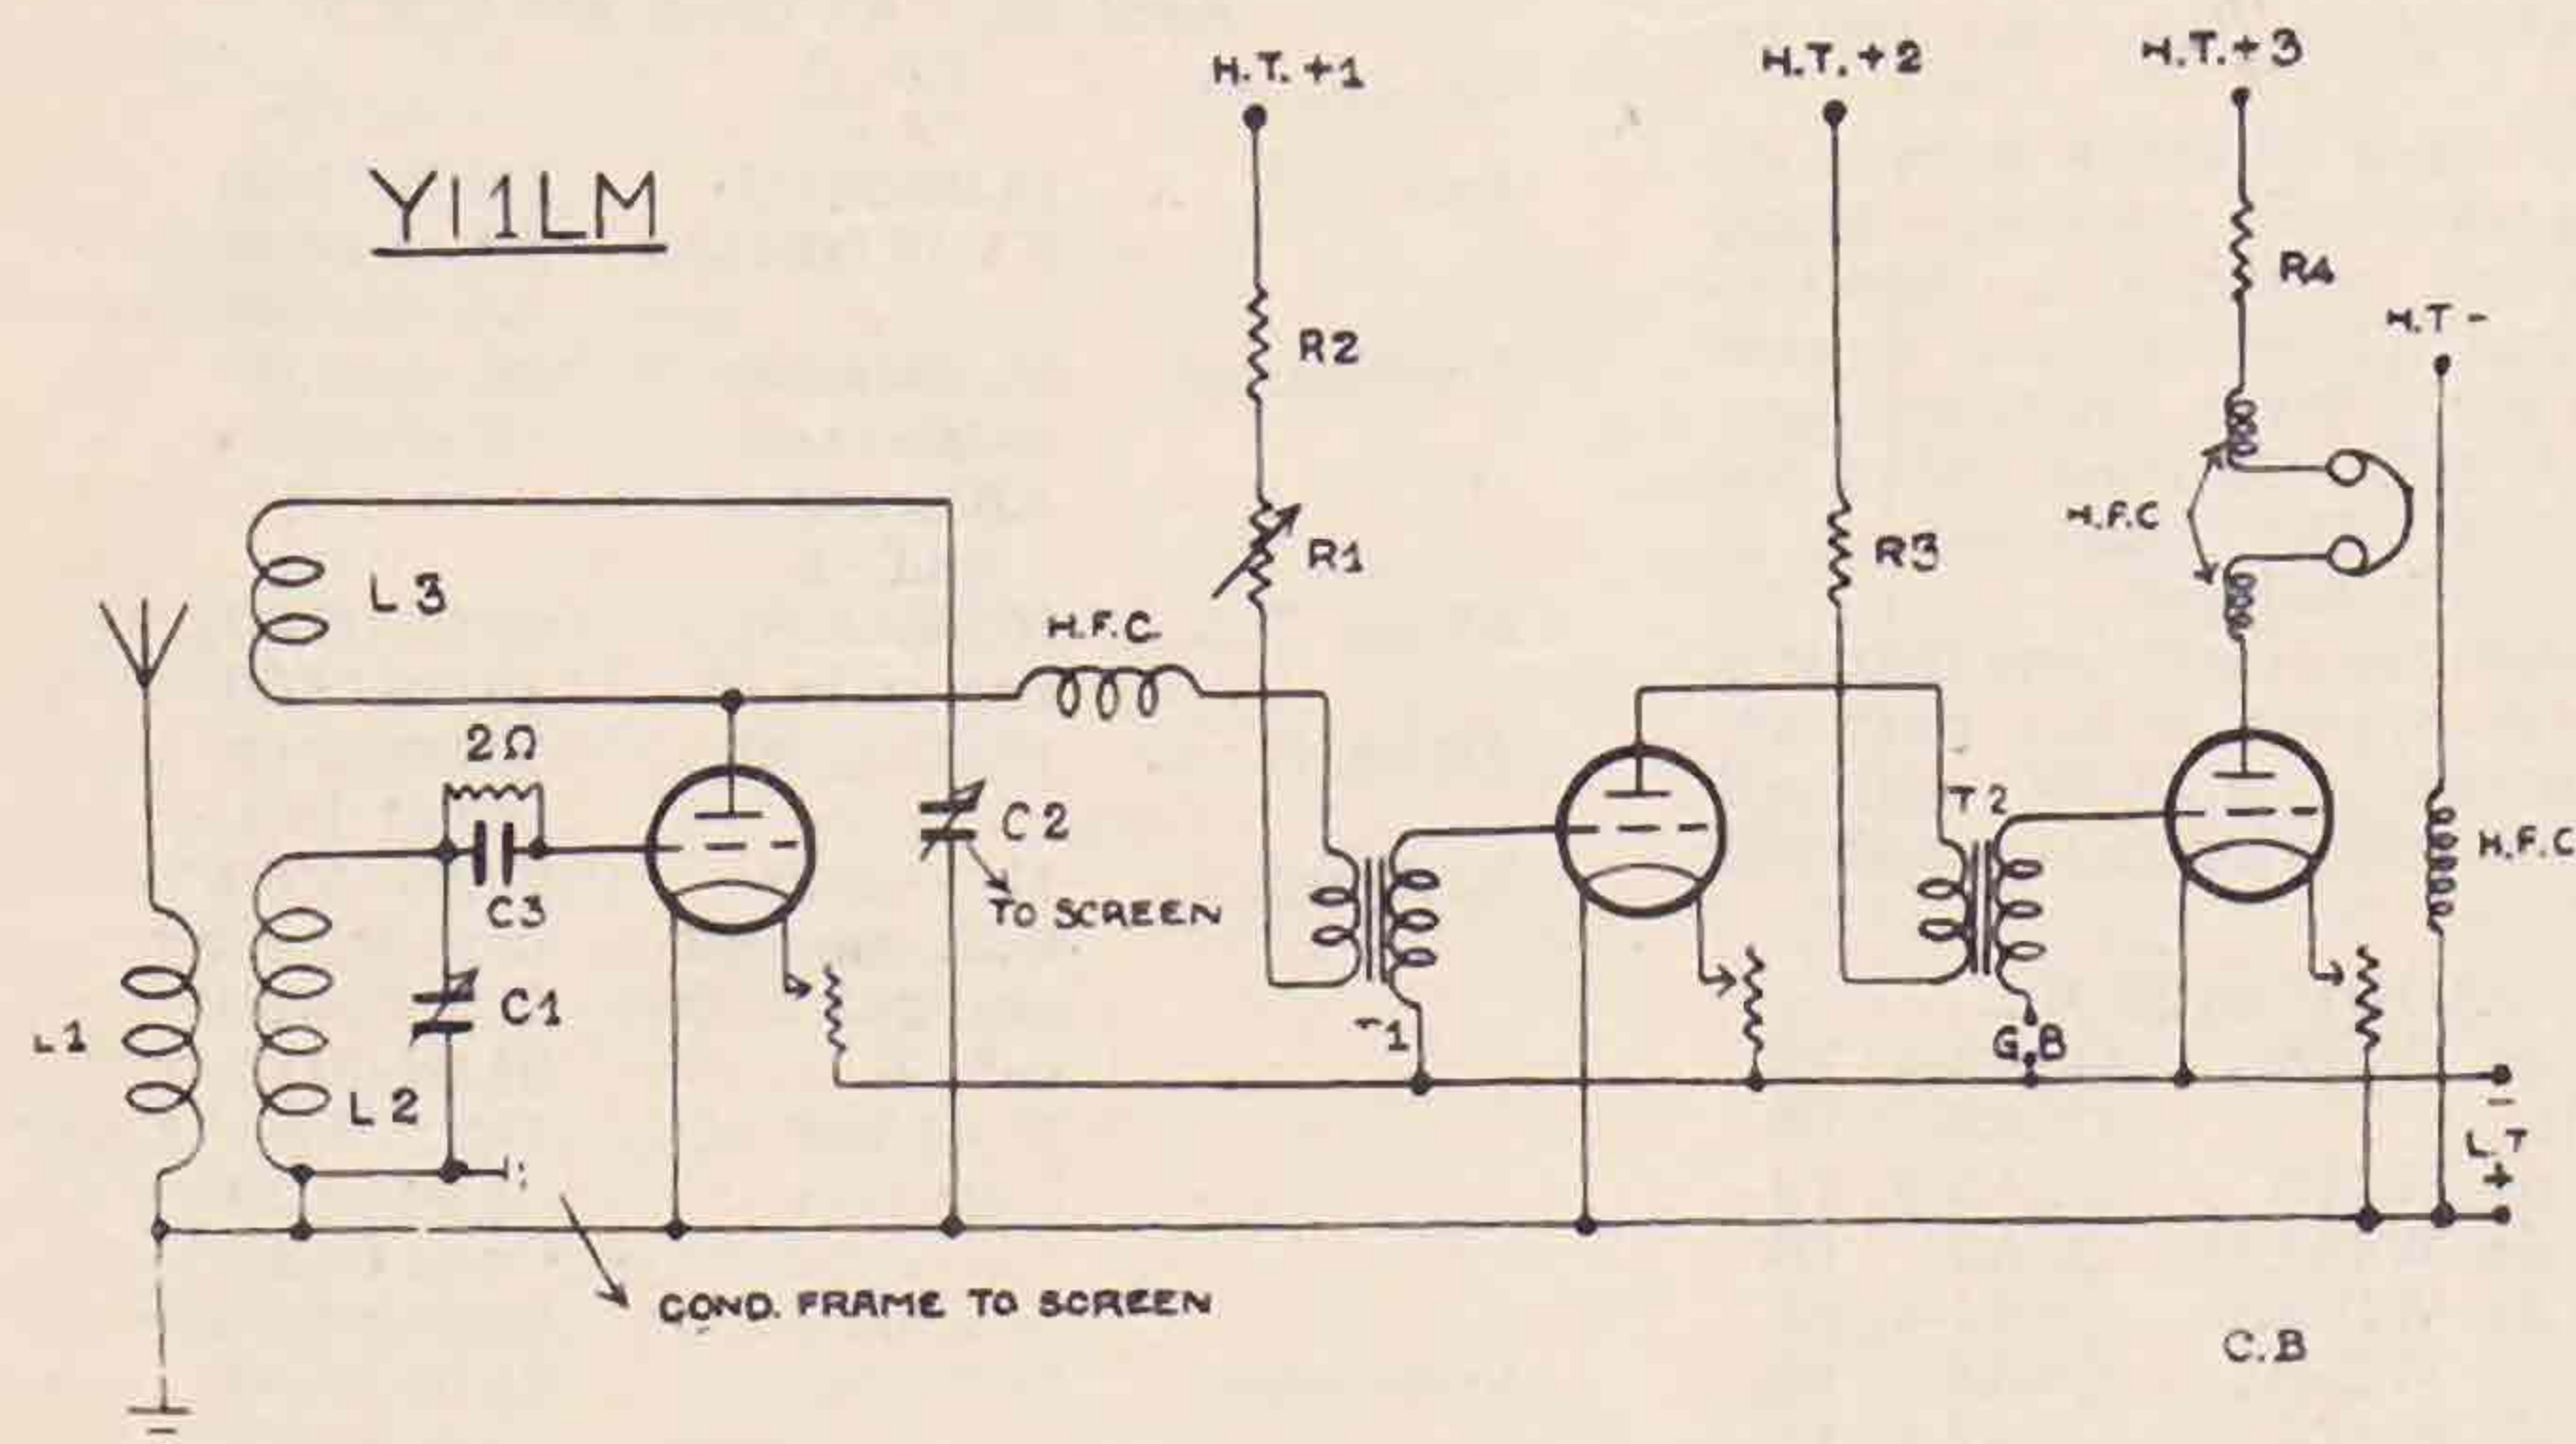 YI1LM
H.T. +1
H.T. +2
H.T. +3
R2
R4
H.T -
R1
R3
H.F.C
L3
H.F.C.
2Ω
C2
T2
H.F.C
C3
TO SCREEN
L1
C1
T1
G.B
L2
-
L.T
+
COND. FRAME TO SCREEN
C.B